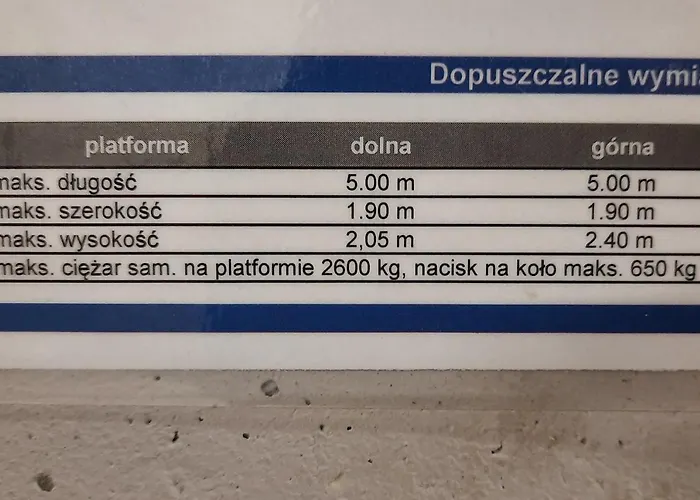 Dopuszczalne wymi
platforma dolna górna
maks. długość 5.00 m 5.00 m
maks. szerokość 1.90 m 1.90 m
maks. wysokość 2,05 m 2.40 m
maks. ciężar sam. na platformie 2600 kg, nacisk na koło maks. 650 kg